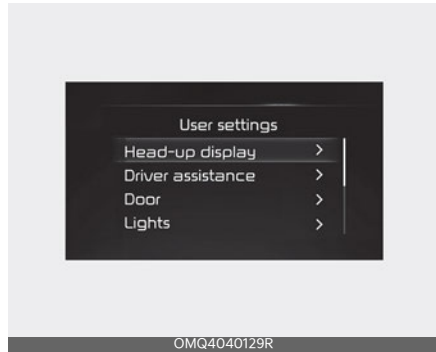 User settings
Head-up display >
Driver assistance >
Door >
Lights >
OMQ4040129R